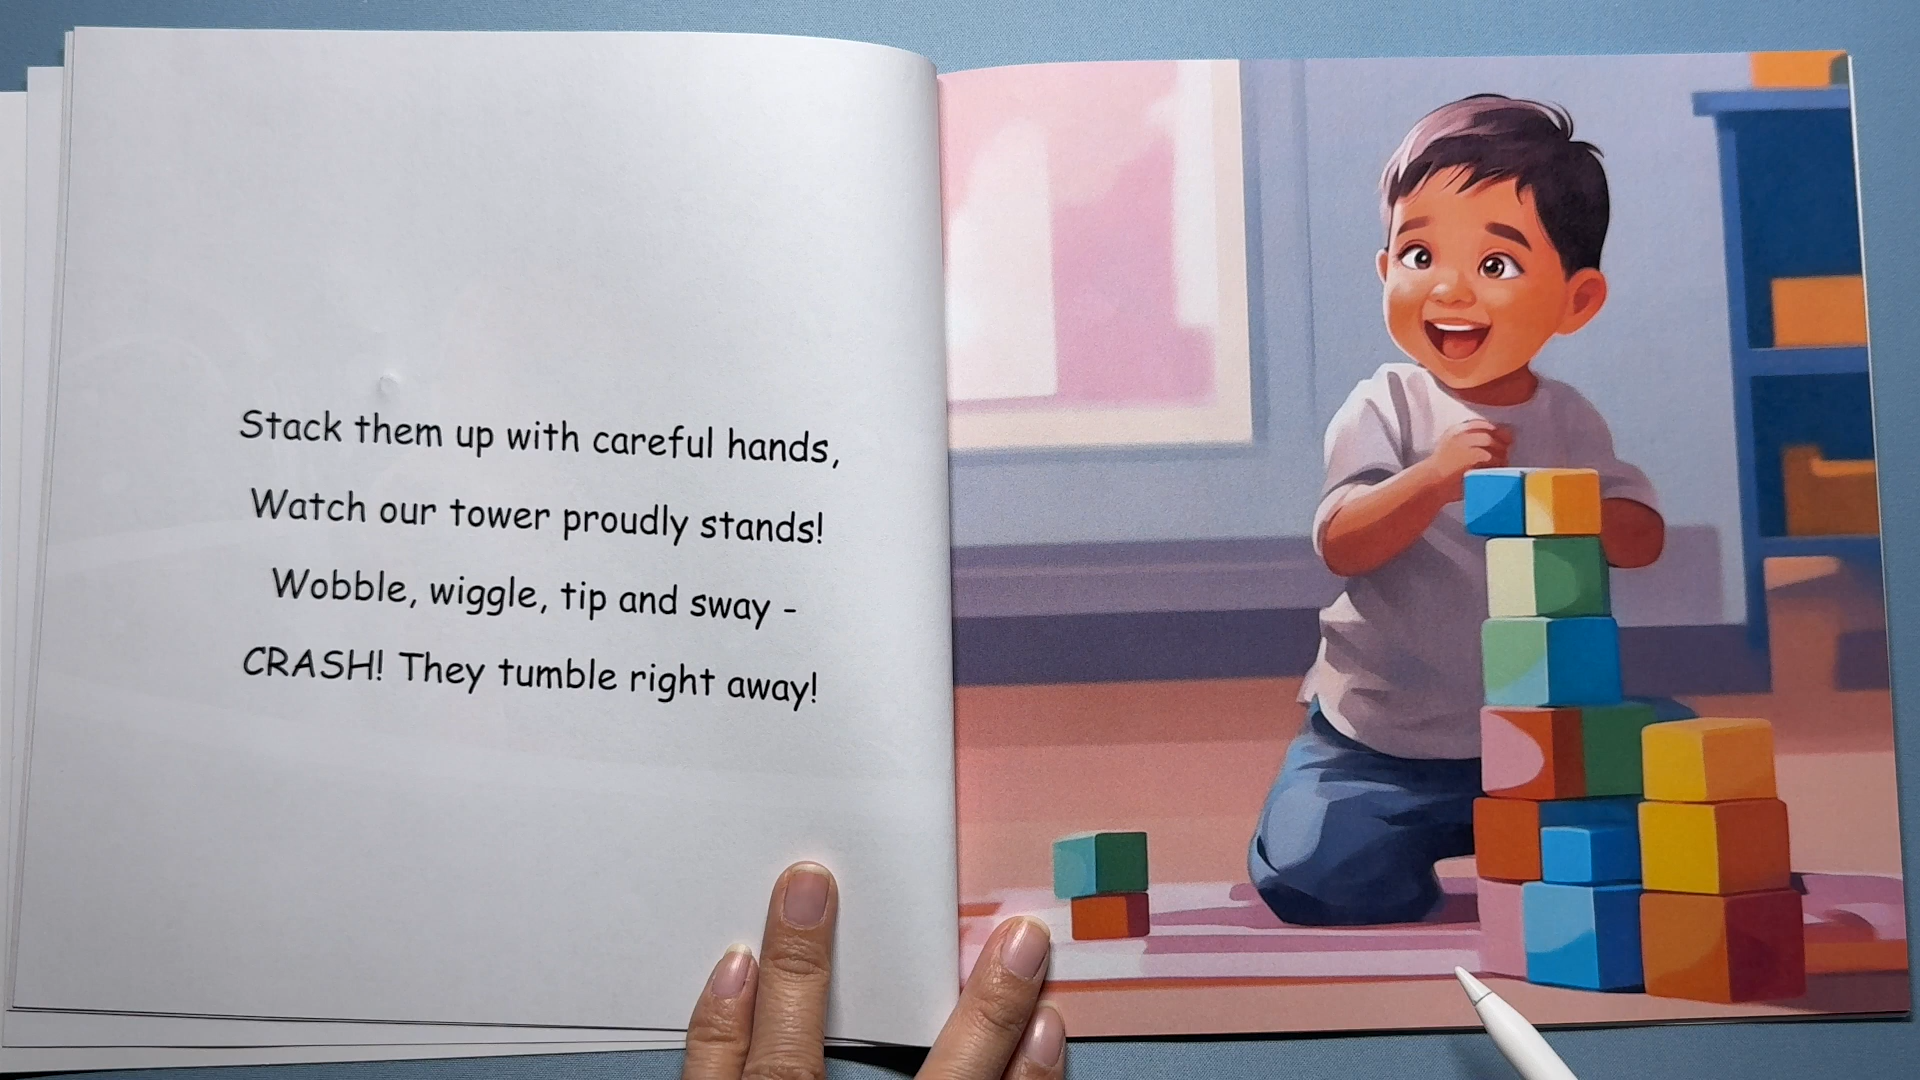 Stack them up with careful hands,
Watch our tower proudly stands!
Wobble, wiggle, tip and sway -
CRASH! They tumble right away!